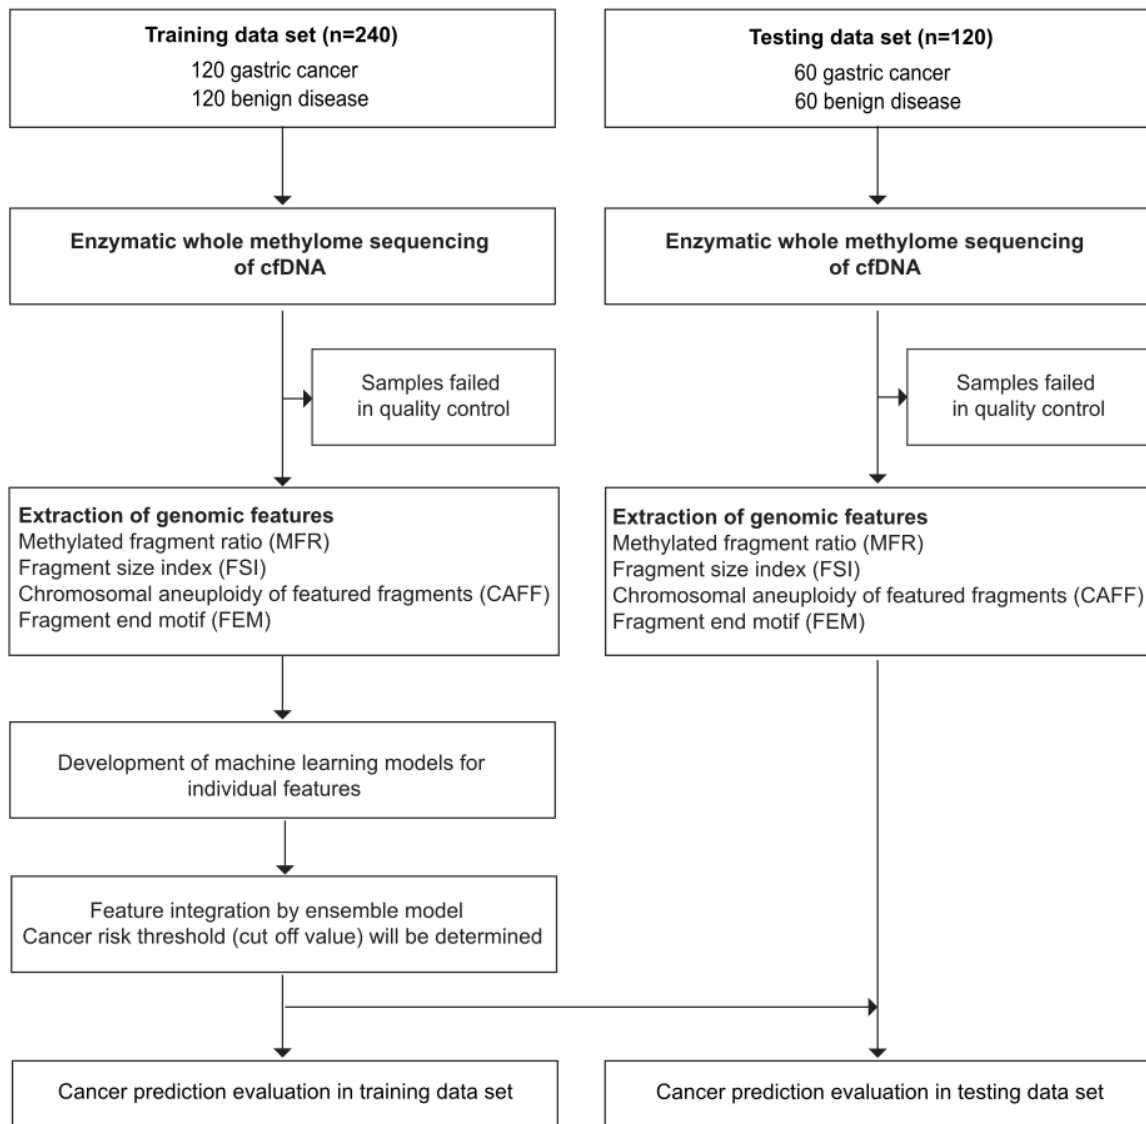 Training data set (n=240)
120 gastric cancer
120 benign disease
Testing data set (n=120)
60 gastric cancer
60 benign disease
Enzymatic whole methylome sequencing
of cfDNA
Enzymatic whole methylome sequencing
of cfDNA
Samples failed
in quality control
Samples failed
in quality control
Extraction of genomic features
Methylated fragment ratio (MFR)
Fragment size index (FSI)
Chromosomal aneuploidy of featured fragments (CAFF)
Fragment end motif (FEM)
Extraction of genomic features
Methylated fragment ratio (MFR)
Fragment size index (FSI)
Chromosomal aneuploidy of featured fragments (CAFF)
Fragment end motif (FEM)
Development of machine learning models for
individual features
Feature integration by ensemble model
Cancer risk threshold (cut off value) will be determined
Cancer prediction evaluation in training data set
Cancer prediction evaluation in testing data set